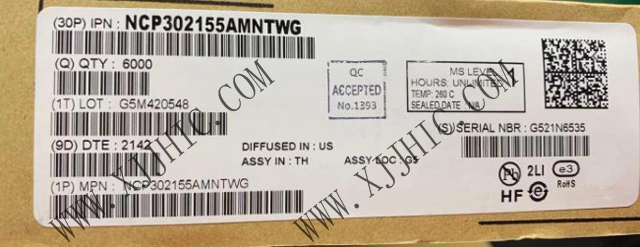 (30P) IPN: NCP302155AMNTWG
(Q) QTY : 6000
(1T) LOT : G5M420548
(9D) DTE : 2142
DIFFUSED IN : US
ASSY IN : TH
ASSY LOC : G5
(1P) MPN : NCP302155AMNTWG
QC
ACCEPTED
No.1393
MS LEVEL
HOURS: UNLIMITED
TEMP: 260 C
SEALED DATE : N/A
(S)SERIAL NBR : G521N6535
Pb
2LI
e3
HF
e
RoHS
WWW.XJJHIC.COM
WWW.XJJHIC.COM